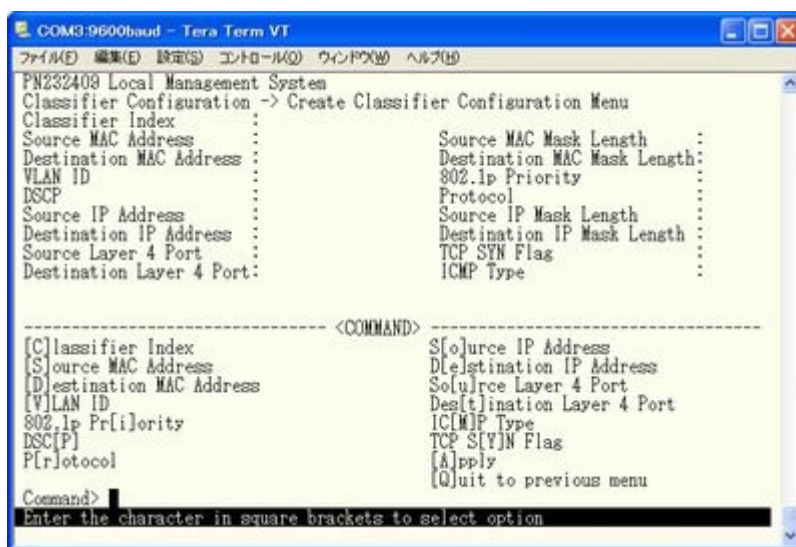 COM3:9600baud - Tera Term VT
ファイル(F) 編集(E) 設定(S) コントロール(O) ウィンドウ(W) ヘルプ(H)
PN232409 Local Management System
Classifier Configuration -> Create Classifier Configuration Menu
Classifier Index :
Source MAC Address : Source MAC Mask Length :
Destination MAC Address : Destination MAC Mask Length:
VLAN ID : 802.1p Priority :
DSCP : Protocol :
Source IP Address : Source IP Mask Length :
Destination IP Address : Destination IP Mask Length :
Source Layer 4 Port : TCP SYN Flag :
Destination Layer 4 Port: ICMP Type :
------------------------------- <COMMAND> ----------------------------------
[C]lassifier Index S[o]urce IP Address
[S]ource MAC Address D[e]stination IP Address
[D]estination MAC Address So[u]rce Layer 4 Port
[V]LAN ID Des[t]ination Layer 4 Port
802.1p Pr[i]ority IC[M]P Type
DSC[P] TCP S[Y]N Flag
P[r]otocol [A]pply
[Q]uit to previous menu
Command>
Enter the character in square brackets to select option